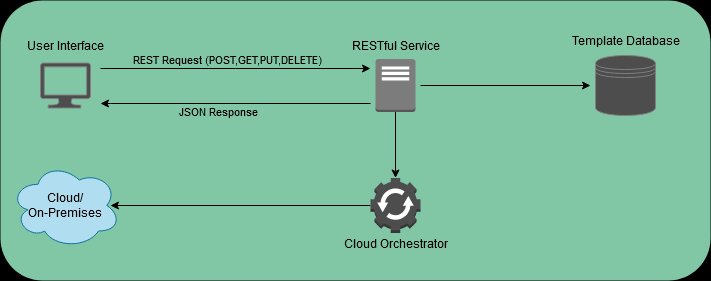 User Interface
RESTful Service
Template Database
REST Request (POST,GET,PUT,DELETE)
JSON Response
Cloud/
On-Premises
Cloud Orchestrator